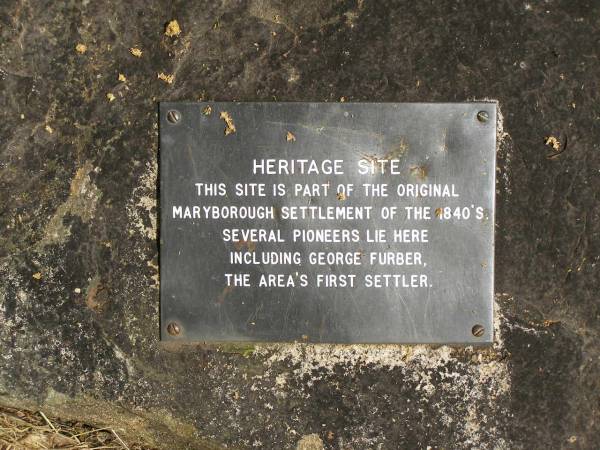 HERITAGE SITE
THIS SITE IS PART OF THE ORIGINAL
MARYBOROUGH SETTLEMENT OF THE 1840'S.
SEVERAL PIONEERS LIE HERE
INCLUDING GEORGE FURBER,
THE AREA'S FIRST SETTLER.